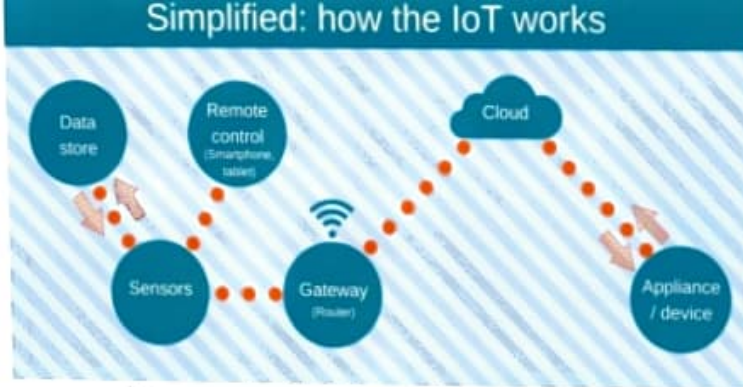 Simplified: how the IoT works
Data
store
Remote
control
(Smartphone,
tablet)
Cloud
Sensors
Gateway
(Router)
Appliance
/ device